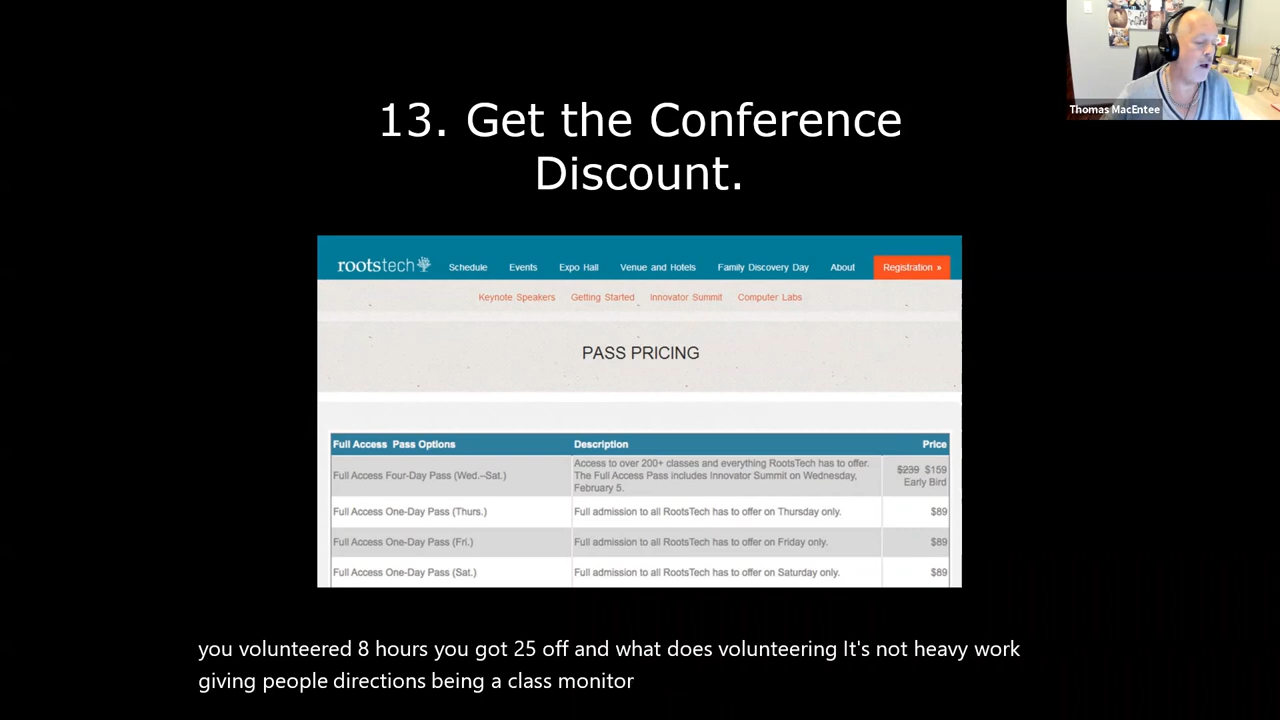 Thomas MacEntee
13. Get the Conference
Discount.
rootstech
Schedule Events Expo Hall Venue and Hotels Family Discovery Day About Registration »
Keynote Speakers Getting Started Innovator Summit Computer Labs
PASS PRICING
Full Access Pass Options Description Price
Full Access Four-Day Pass (Wed.–Sat.) Access to over 200+ classes and everything RootsTech has to offer. $239 $159
The Full Access Pass includes Innovator Summit on Wednesday, Early Bird
February 5.
Full Access One-Day Pass (Thurs.) Full admission to all RootsTech has to offer on Thursday only. $89
Full Access One-Day Pass (Fri.) Full admission to all RootsTech has to offer on Friday only. $89
Full Access One-Day Pass (Sat.) Full admission to all RootsTech has to offer on Saturday only. $89
you volunteered 8 hours you got 25 off and what does volunteering It's not heavy work
giving people directions being a class monitor